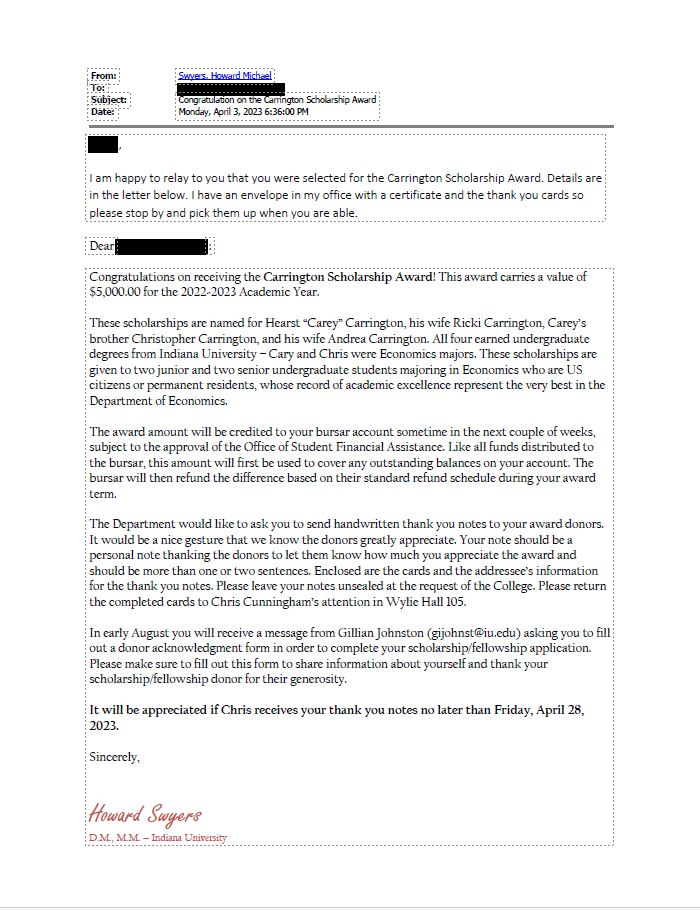 From: Swyers, Howard Michael
To:
Subject: Congratulation on the Carrington Scholarship Award
Date: Monday, April 3, 2023 6:36:00 PM
,
I am happy to relay to you that you were selected for the Carrington Scholarship Award. Details are
in the letter below. I have an envelope in my office with a certificate and the thank you cards so
please stop by and pick them up when you are able.
Dear :
Congratulations on receiving the Carrington Scholarship Award! This award carries a value of
$5,000.00 for the 2022-2023 Academic Year.
These scholarships are named for Hearst “Carey” Carrington, his wife Ricki Carrington, Carey’s
brother Christopher Carrington, and his wife Andrea Carrington. All four earned undergraduate
degrees from Indiana University – Cary and Chris were Economics majors. These scholarships are
given to two junior and two senior undergraduate students majoring in Economics who are US
citizens or permanent residents, whose record of academic excellence represent the very best in the
Department of Economics.
The award amount will be credited to your bursar account sometime in the next couple of weeks,
subject to the approval of the Office of Student Financial Assistance. Like all funds distributed to
the bursar, this amount will first be used to cover any outstanding balances on your account. The
bursar will then refund the difference based on their standard refund schedule during your award
term.
The Department would like to ask you to send handwritten thank you notes to your award donors.
It would be a nice gesture that we know the donors greatly appreciate. Your note should be a
personal note thanking the donors to let them know how much you appreciate the award and
should be more than one or two sentences. Enclosed are the cards and the addressee’s information
for the thank you notes. Please leave your notes unsealed at the request of the College. Please return
the completed cards to Chris Cunningham’s attention in Wylie Hall 105.
In early August you will receive a message from Gillian Johnston (gijohnst@iu.edu) asking you to fill
out a donor acknowledgment form in order to complete your scholarship/fellowship application.
Please make sure to fill out this form to share information about yourself and thank your
scholarship/fellowship donor for their generosity.
It will be appreciated if Chris receives your thank you notes no later than Friday, April 28,
2023.
Sincerely,
Howard Swyers
D.M., M.M. – Indiana University